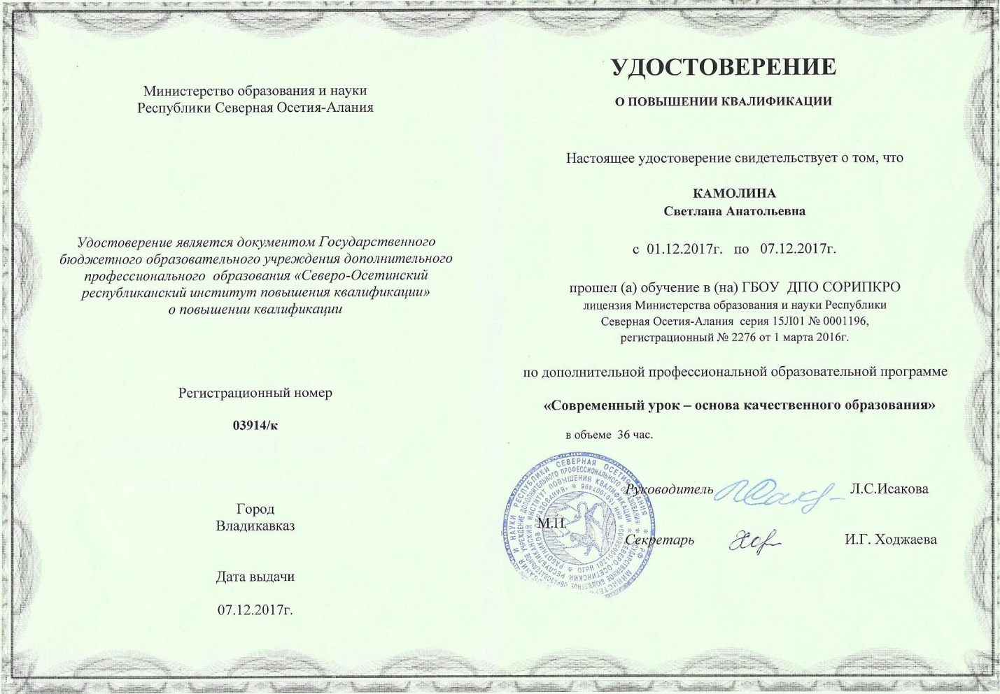 Министерство образования и науки
Республики Северная Осетия-Алания
Удостоверение является документом Государственного
бюджетного образовательного учреждения дополнительного
профессионального образования «Северо-Осетинский
республиканский институт повышения квалификации»
о повышении квалификации
Регистрационный номер
03914/к
Город
Владикавказ
Дата выдачи
07.12.2017г.
УДОСТОВЕРЕНИЕ
О ПОВЫШЕНИИ КВАЛИФИКАЦИИ
Настоящее удостоверение свидетельствует о том, что
КАМОЛИНА
Светлана Анатольевна
с 01.12.2017г. по 07.12.2017г.
прошел (а) обучение в (на) ГБОУ ДПО СОРИПКРО
лицензия Министерства образования и науки Республики
Северная Осетия-Алания серия 15Л01 № 0001196,
регистрационный № 2276 от 1 марта 2016г.
по дополнительной профессиональной образовательной программе
«Современный урок – основа качественного образования»
в объеме 36 час.
Руководитель Л.С.Исакова
М.П.
Секретарь И.Г. Ходжаева